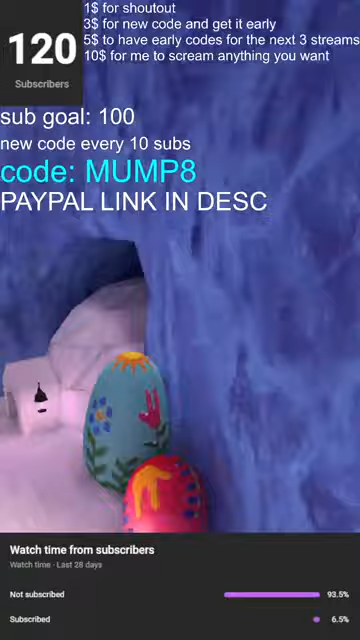 120
Subscribers
1$ for shoutout
3$ for new code and get it early
5$ to have early codes for the next 3 streams
10$ for me to scream anything you want
sub goal: 100
new code every 10 subs
code: MUMP8
PAYPAL LINK IN DESC
Watch time from subscribers
Watch time · Last 28 days
Not subscribed 93.5%
Subscribed 6.5%